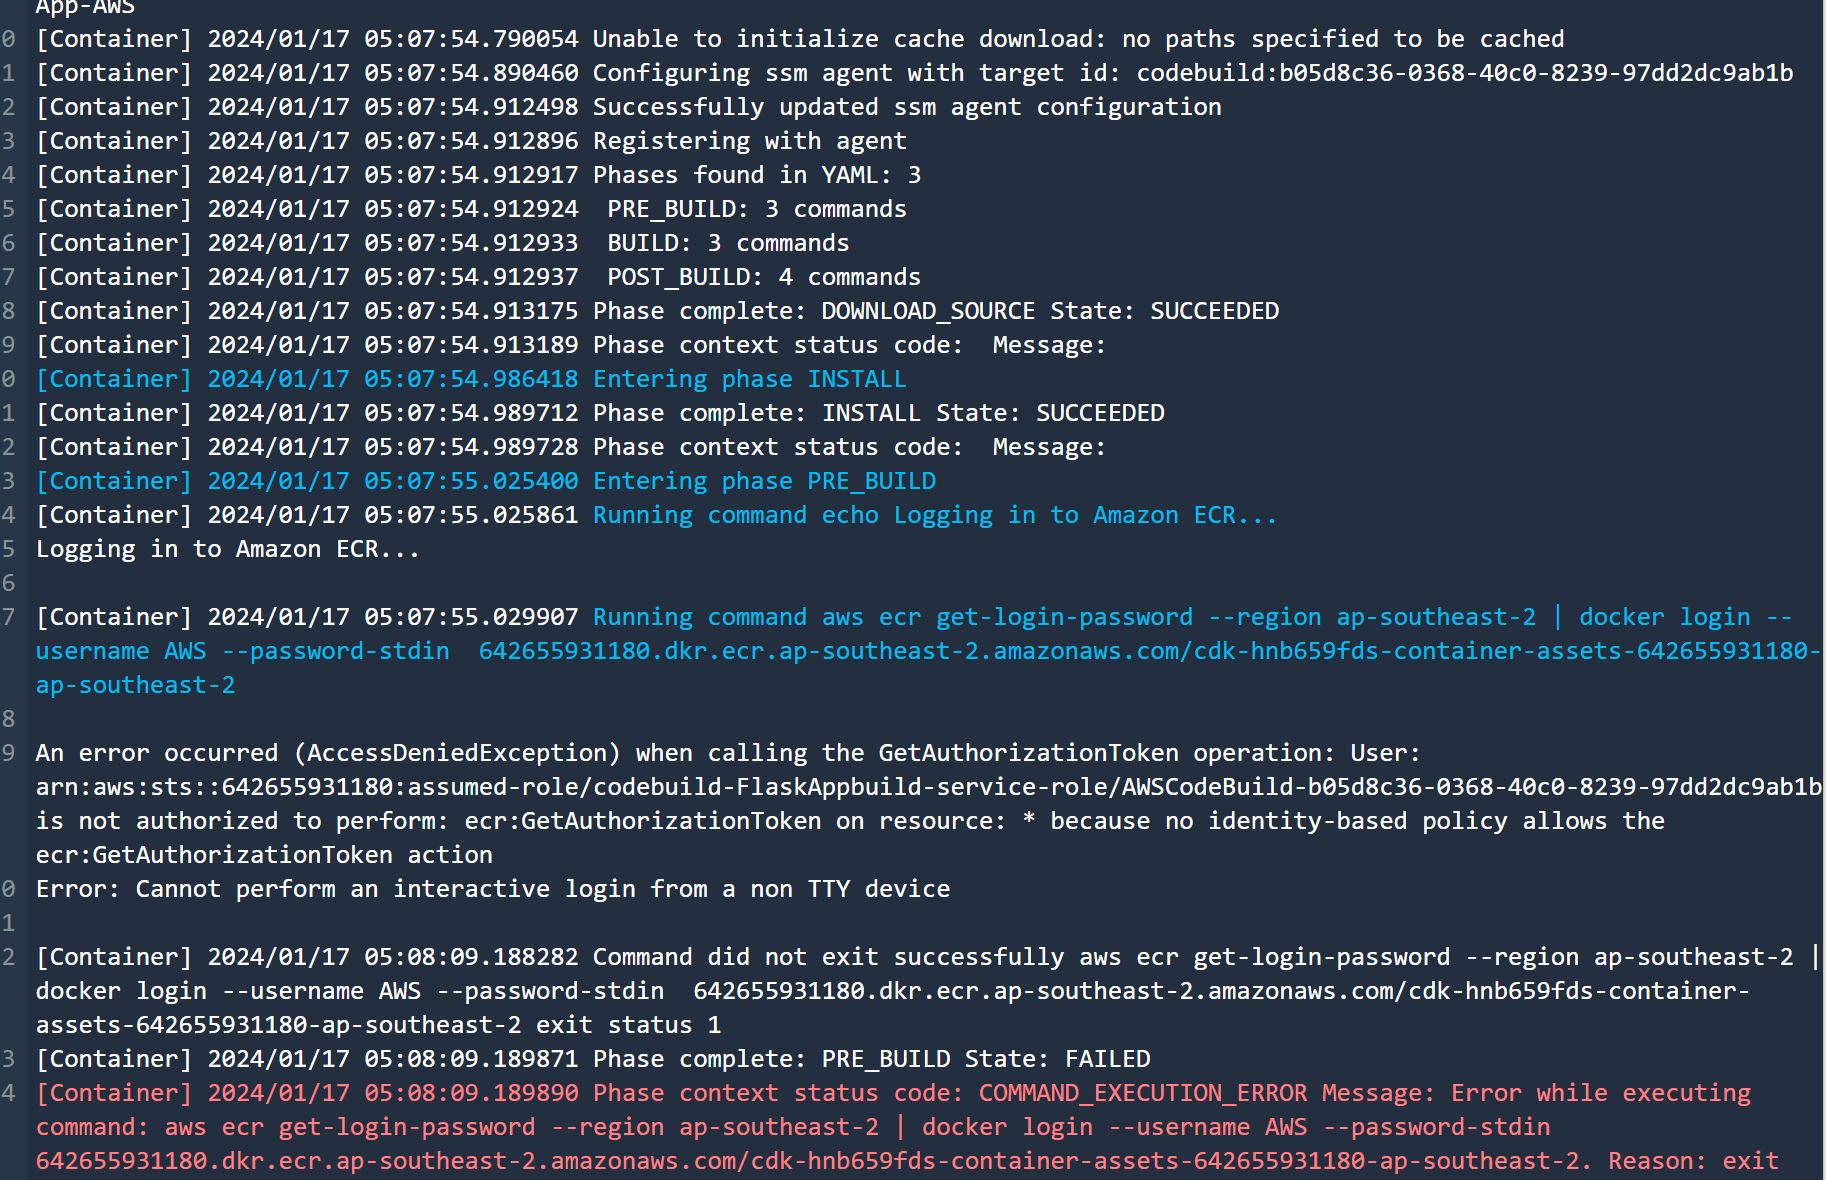 App-AWS
0 [Container] 2024/01/17 05:07:54.790054 Unable to initialize cache download: no paths specified to be cached
1 [Container] 2024/01/17 05:07:54.890460 Configuring ssm agent with target id: codebuild:b05d8c36-0368-40c0-8239-97dd2dc9ab1b
2 [Container] 2024/01/17 05:07:54.912498 Successfully updated ssm agent configuration
3 [Container] 2024/01/17 05:07:54.912896 Registering with agent
4 [Container] 2024/01/17 05:07:54.912917 Phases found in YAML: 3
5 [Container] 2024/01/17 05:07:54.912924  PRE_BUILD: 3 commands
6 [Container] 2024/01/17 05:07:54.912933  BUILD: 3 commands
7 [Container] 2024/01/17 05:07:54.912937  POST_BUILD: 4 commands
8 [Container] 2024/01/17 05:07:54.913175 Phase complete: DOWNLOAD_SOURCE State: SUCCEEDED
9 [Container] 2024/01/17 05:07:54.913189 Phase context status code:  Message:
0 [Container] 2024/01/17 05:07:54.986418 Entering phase INSTALL
1 [Container] 2024/01/17 05:07:54.989712 Phase complete: INSTALL State: SUCCEEDED
2 [Container] 2024/01/17 05:07:54.989728 Phase context status code:  Message:
3 [Container] 2024/01/17 05:07:55.025400 Entering phase PRE_BUILD
4 [Container] 2024/01/17 05:07:55.025861 Running command echo Logging in to Amazon ECR...
5 Logging in to Amazon ECR...
6
7 [Container] 2024/01/17 05:07:55.029907 Running command aws ecr get-login-password --region ap-southeast-2 | docker login --
username AWS --password-stdin  642655931180.dkr.ecr.ap-southeast-2.amazonaws.com/cdk-hnb659fds-container-assets-642655931180-
ap-southeast-2
8
9 An error occurred (AccessDeniedException) when calling the GetAuthorizationToken operation: User:
arn:aws:sts::642655931180:assumed-role/codebuild-FlaskAppbuild-service-role/AWSCodeBuild-b05d8c36-0368-40c0-8239-97dd2dc9ab1b
is not authorized to perform: ecr:GetAuthorizationToken on resource: * because no identity-based policy allows the
ecr:GetAuthorizationToken action
0 Error: Cannot perform an interactive login from a non TTY device
1
2 [Container] 2024/01/17 05:08:09.188282 Command did not exit successfully aws ecr get-login-password --region ap-southeast-2 |
docker login --username AWS --password-stdin  642655931180.dkr.ecr.ap-southeast-2.amazonaws.com/cdk-hnb659fds-container-
assets-642655931180-ap-southeast-2 exit status 1
3 [Container] 2024/01/17 05:08:09.189871 Phase complete: PRE_BUILD State: FAILED
4 [Container] 2024/01/17 05:08:09.189890 Phase context status code: COMMAND_EXECUTION_ERROR Message: Error while executing
command: aws ecr get-login-password --region ap-southeast-2 | docker login --username AWS --password-stdin
642655931180.dkr.ecr.ap-southeast-2.amazonaws.com/cdk-hnb659fds-container-assets-642655931180-ap-southeast-2. Reason: exit